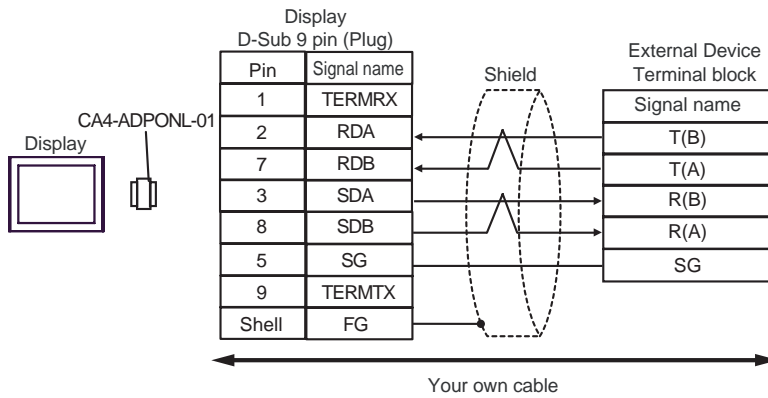 Display
D-Sub 9 pin (Plug)
Pin Signal name
1 TERMRX
2 RDA
7 RDB
3 SDA
8 SDB
5 SG
9 TERMTX
Shell FG
CA4-ADPONL-01
Display
Shield
External Device
Terminal block
Signal name
T(B)
T(A)
R(B)
R(A)
SG
Your own cable